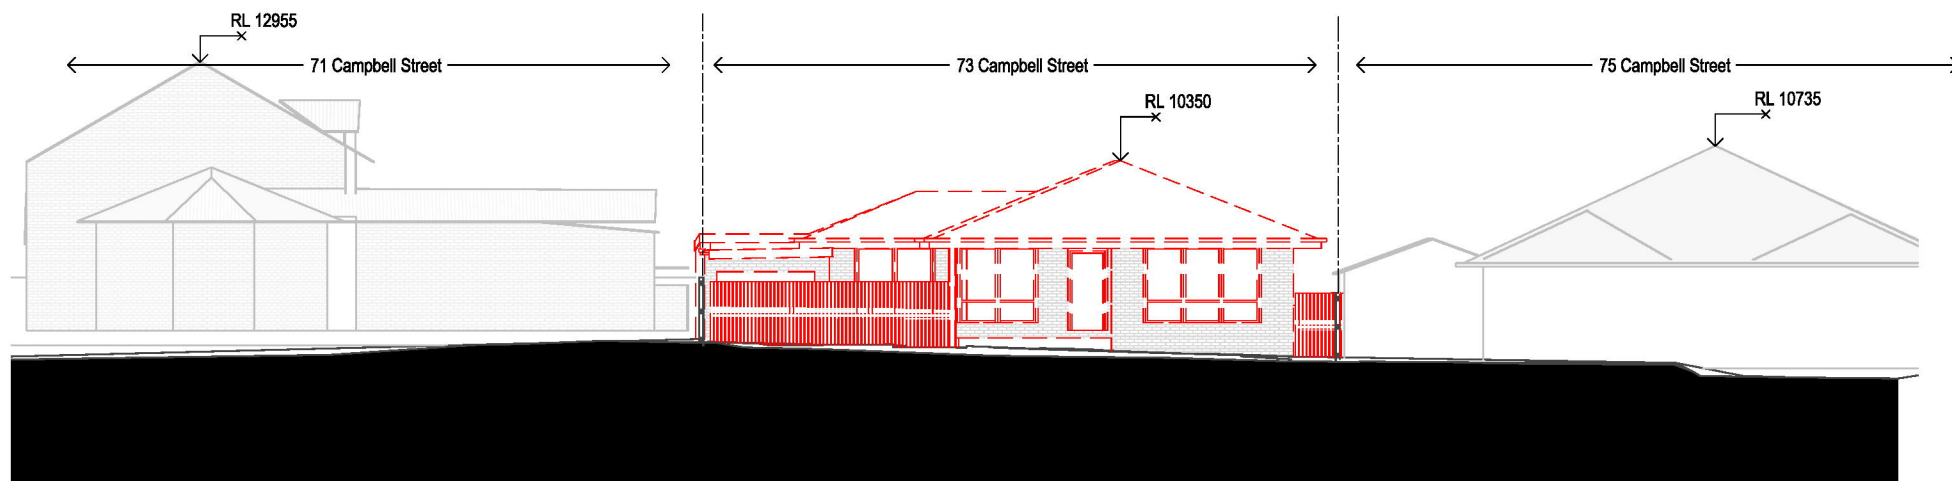 RL 12955
71 Campbell Street
73 Campbell Street
75 Campbell Street
RL 10350
RL 10735